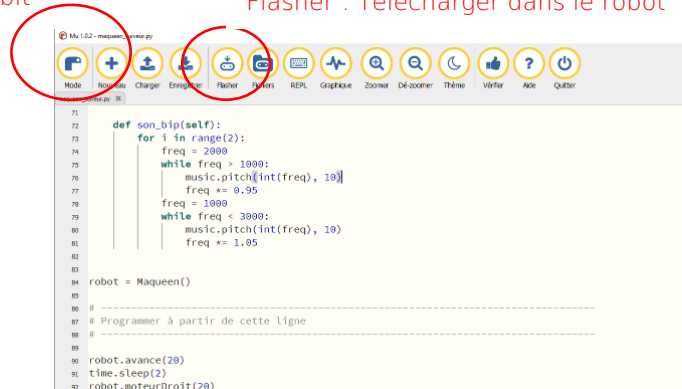 bit
Flasher : Télécharger dans le robot
Mu 1.0.2 - maqueen_suiveur.py
Mode Nouveau Charger Enregistrer Flasher Fichiers REPL Graphique Zoomer Dé-zoomer Thème Vérifier Aide Quitter
maqueen_suiveur.py
71
72 def son_bip(self):
73 for i in range(2):
74 freq = 2000
75 while freq > 1000:
76 music.pitch(int(freq), 10)
77 freq *= 0.95
78 freq = 1000
79 while freq < 3000:
80 music.pitch(int(freq), 10)
81 freq *= 1.05
82
83
84 robot = Maqueen()
85
86 # --------------------------------------------------------------------------------
87 # Programmer à partir de cette ligne
88 # --------------------------------------------------------------------------------
89
90 robot.avance(20)
91 time.sleep(2)
92 robot.moteurDroit(20)